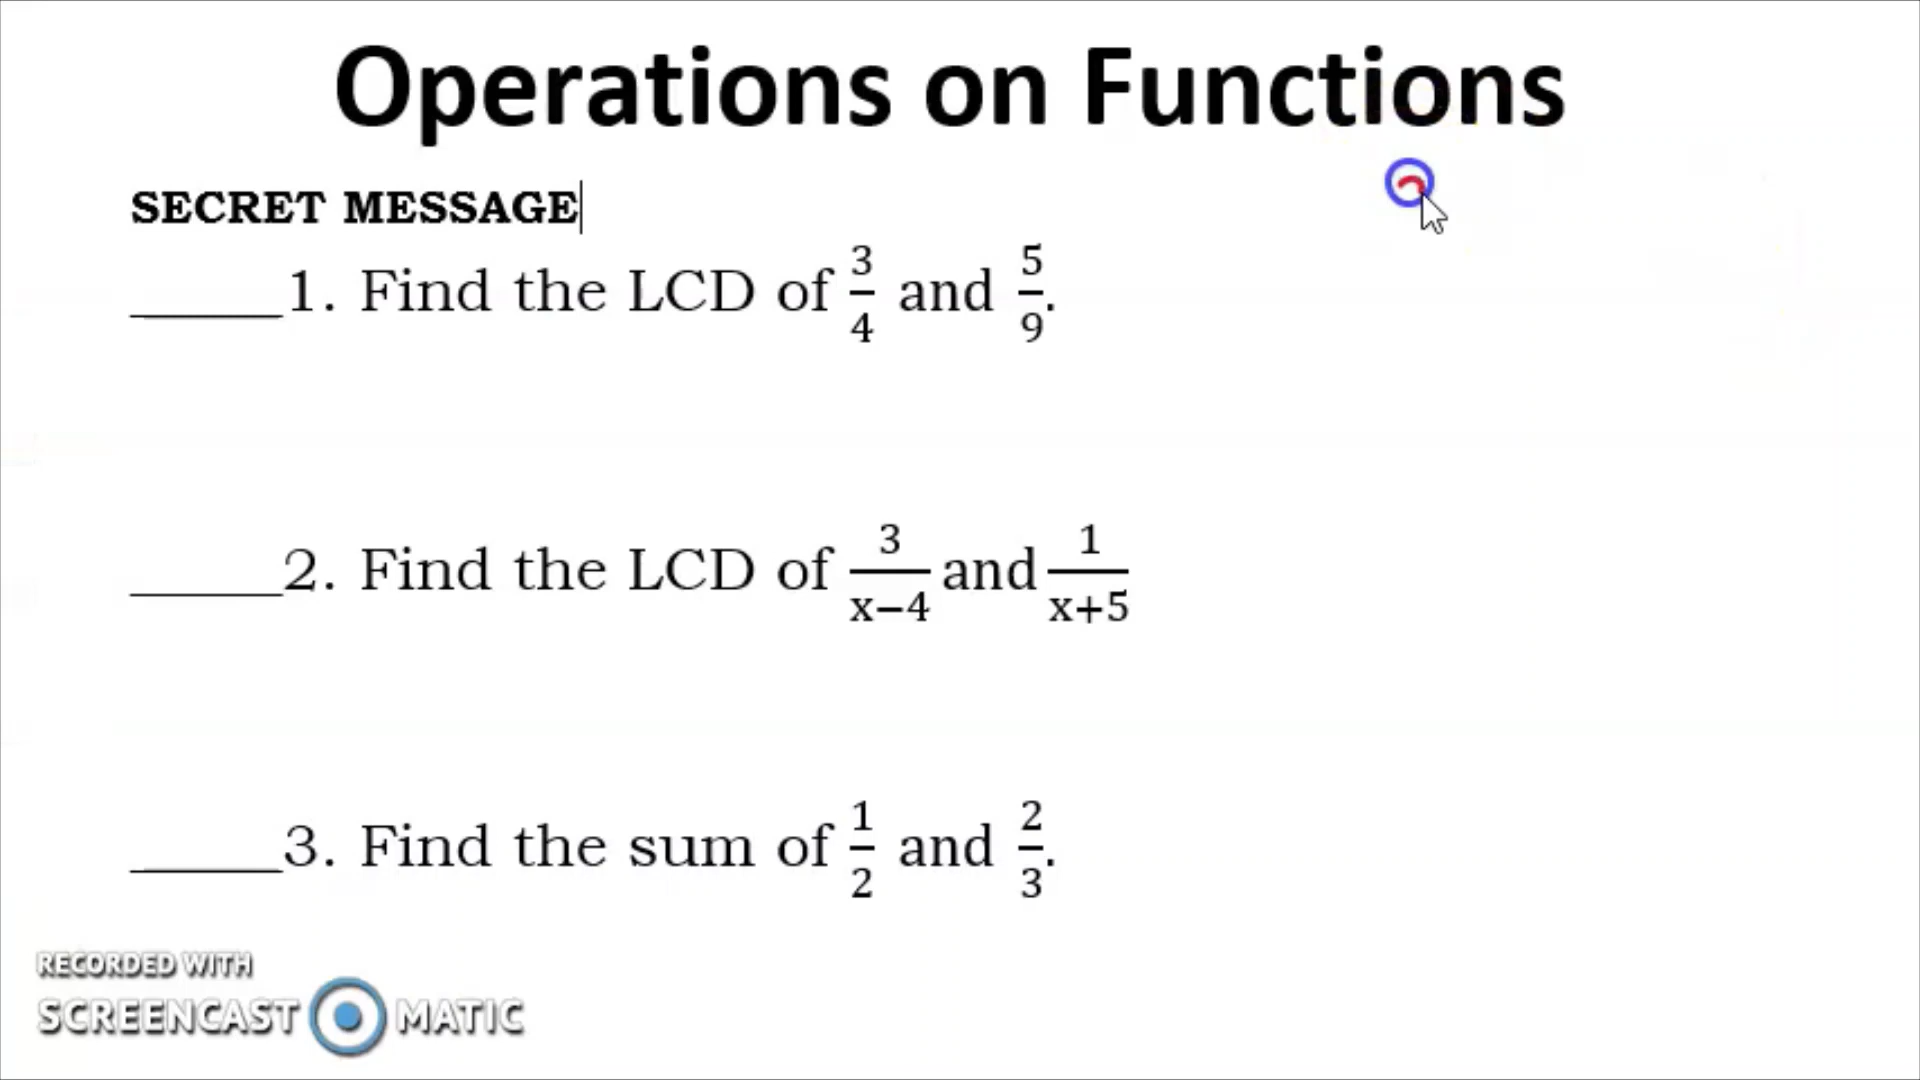 Operations on Functions
SECRET MESSAGE
_____1. Find the LCD of 3/4 and 5/9.
_____2. Find the LCD of 3/(x−4) and 1/(x+5)
_____3. Find the sum of 1/2 and 2/3.
RECORDED WITH
SCREENCAST MATIC